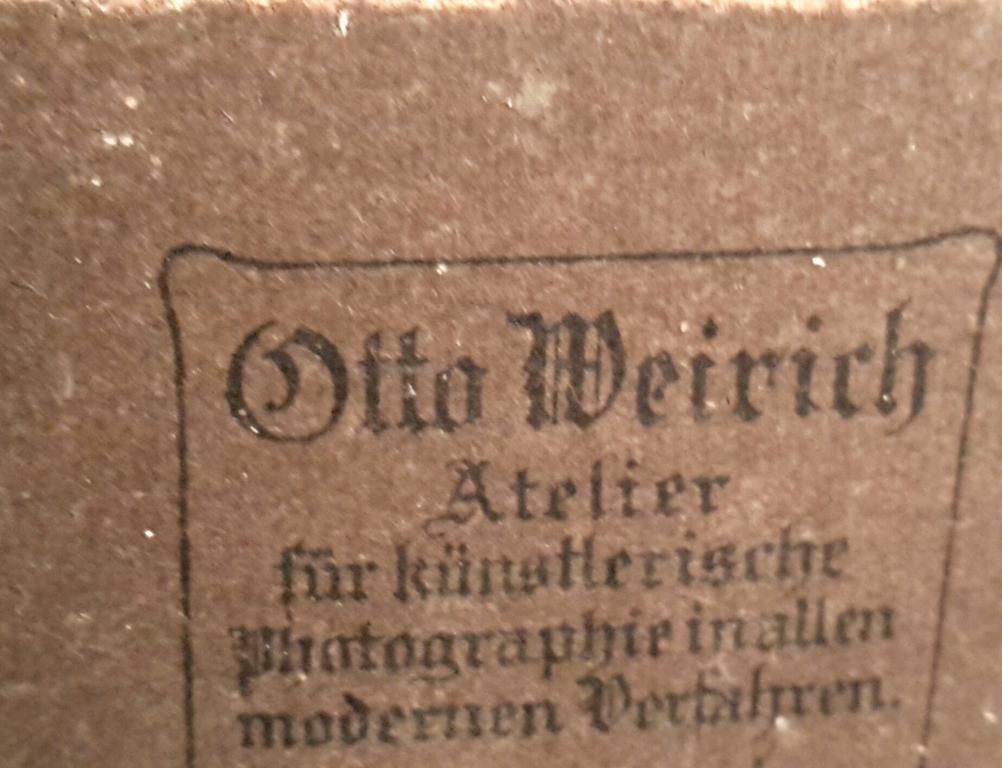 Otto Weirich
Atelier
für künstlerische
Photographie in allen
modernen Verfahren.